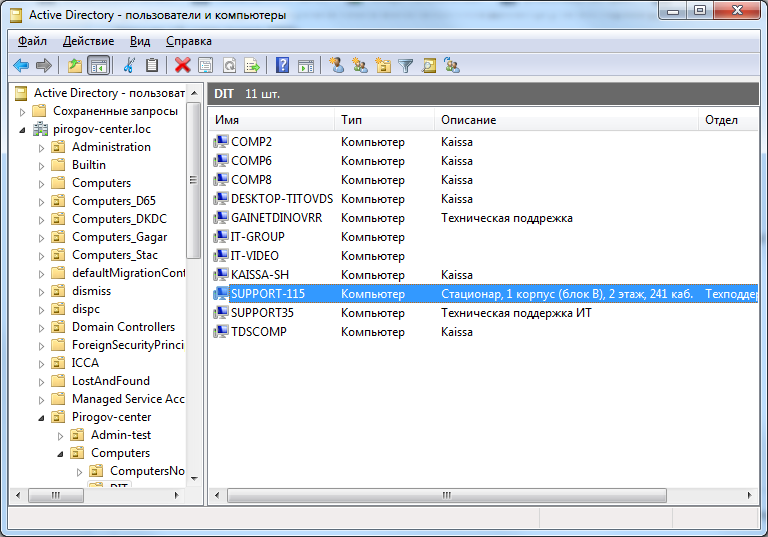 Active Directory - пользователи и компьютеры
Файл Действие Вид Справка
Active Directory - пользоват
Сохраненные запросы
pirogov-center.loc
Administration
Builtin
Computers
Computers_D65
Computers_DKDC
Computers_Gagar
Computers_Stac
defaultMigrationCont
dismiss
dispc
Domain Controllers
ForeignSecurityPrinci
ICCA
LostAndFound
Managed Service Acc
Pirogov-center
Admin-test
Computers
ComputersNo
DIT
DIT 11 шт.
Имя Тип Описание Отдел
COMP2 Компьютер Kaissa
COMP6 Компьютер Kaissa
COMP8 Компьютер Kaissa
DESKTOP-TITOVDS Компьютер Kaissa
GAINETDINOVRR Компьютер Техническая поддрежка
IT-GROUP Компьютер
IT-VIDEO Компьютер
KAISSA-SH Компьютер Kaissa
SUPPORT-115 Компьютер Стационар, 1 корпус (блок В), 2 этаж, 241 каб. Техподдер
SUPPORT35 Компьютер Техническая поддержка ИТ
TDSCOMP Компьютер Kaissa